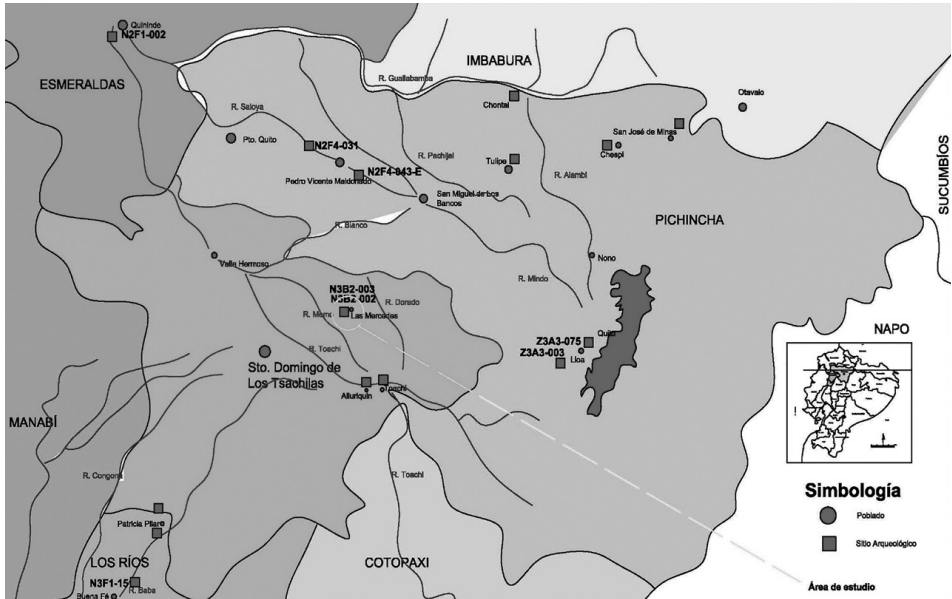 Quininde
N2F1-002
ESMERALDAS
IMBABURA
R. Guallabamba
Chontal
Otavalo
R. Saloya
Pto. Quito
N2F4-031
R. Pachijal
San José de Minas
Chespi
Tulipe
N2F4-043-E
Pedro Vicente Maldonado
R. Alambi
San Miguel de Los
Bancos
SUCUMBÍOS
PICHINCHA
R. Blanco
Valle Hermoso
Nono
R. Mindo
N3B2-003
N3B2-002
R. Dorado
Las Mercedes
R. Toachi
Quito
Z3A3-075
Z3A3-003
Lloa
NAPO
Sto. Domingo de
Los Tsachilas
Alluriquin
Toachi
MANABÍ
R. Congoma
R. Toachi
Simbología
Poblado
Sitio Arqueológico
Patricia Pilar
LOS RÍOS
COTOPAXI
N3F1-15
R. Baba
Buena Fé
Área de estudio